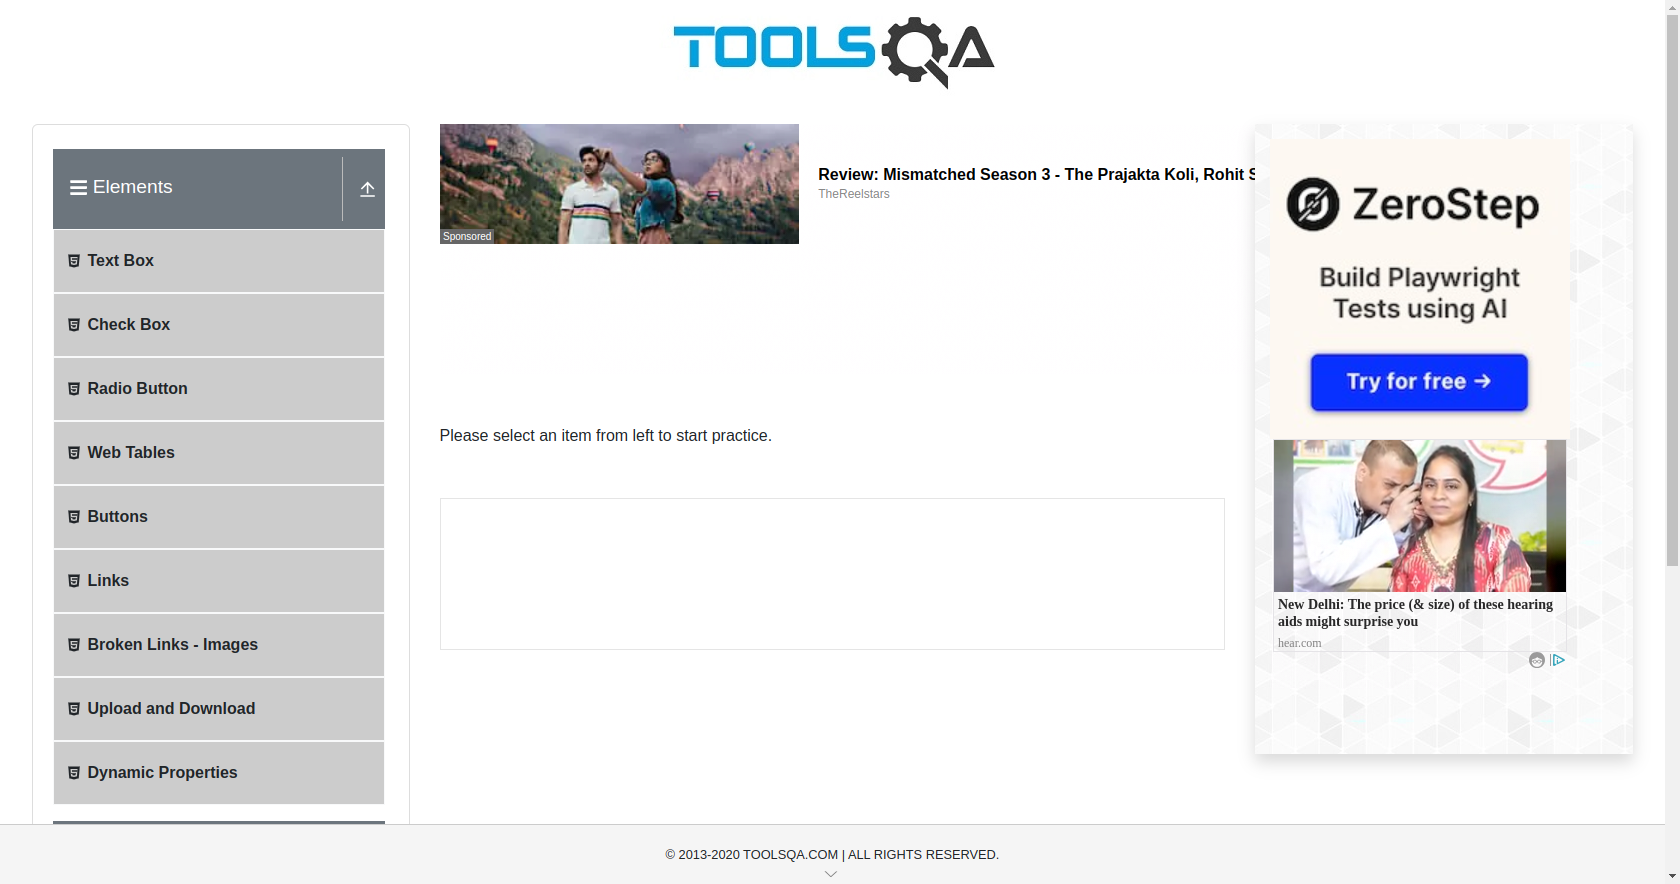 TOOLSQA
Elements
Text Box
Check Box
Radio Button
Web Tables
Buttons
Links
Broken Links - Images
Upload and Download
Dynamic Properties
Sponsored
Review: Mismatched Season 3 - The Prajakta Koli, Rohit S
TheReelstars
Please select an item from left to start practice.
ZeroStep
Build Playwright
Tests using AI
Try for free →
New Delhi: The price (& size) of these hearing
aids might surprise you
hear.com
© 2013-2020 TOOLSQA.COM | ALL RIGHTS RESERVED.